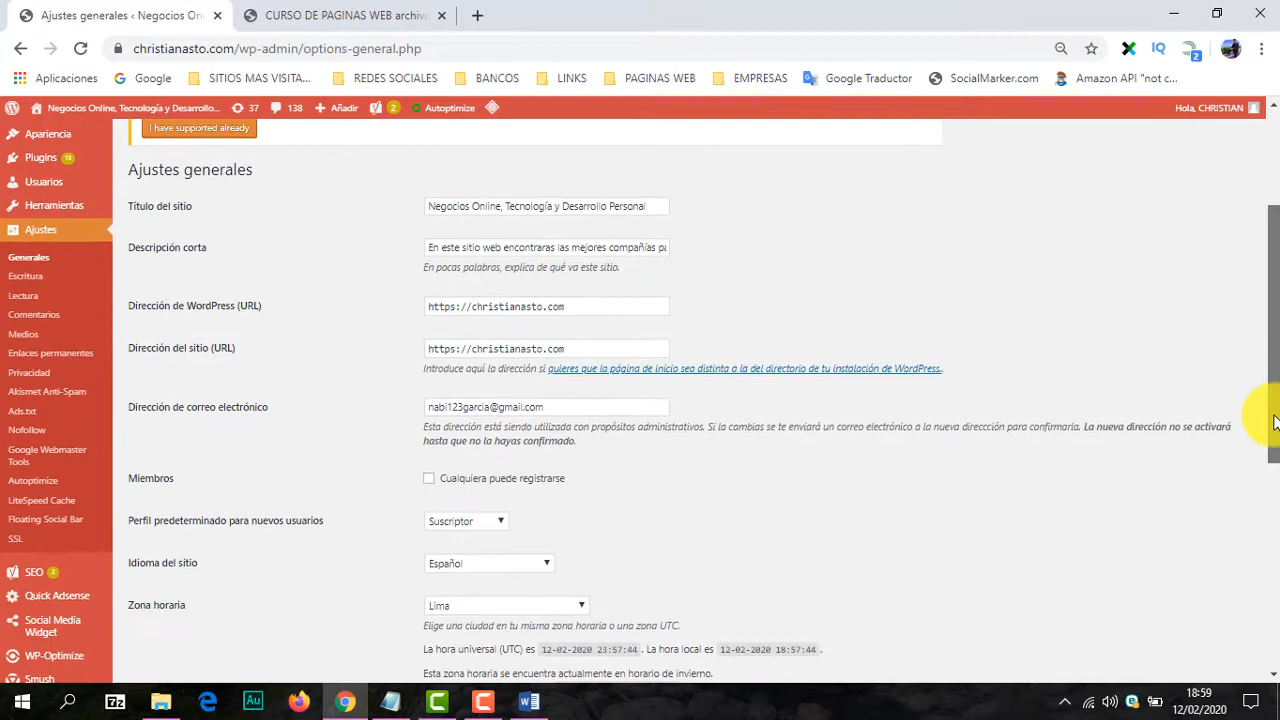 Ajustes generales ‹ Negocios On
CURSO DE PAGINAS WEB archivo
christianasto.com/wp-admin/options-general.php
IQ
2
Aplicaciones
Google
SITIOS MAS VISITA...
REDES SOCIALES
BANCOS
LINKS
PAGINAS WEB
EMPRESAS
Google Traductor
SocialMarker.com
Amazon API "not c...
Negocios Online, Tecnología y Desarrollo...
37
138
Añadir
2
Autoptimize
Hola, CHRISTIAN
Apariencia
Plugins 18
Usuarios
Herramientas
Ajustes
Generales
Escritura
Lectura
Comentarios
Medios
Enlaces permanentes
Privacidad
Akismet Anti-Spam
Ads.txt
Nofollow
Google Webmaster
Tools
Autoptimize
LiteSpeed Cache
Floating Social Bar
SSL
SEO 2
Quick Adsense
Social Media
Widget
WP-Optimize
Smush
I have supported already
Ajustes generales
Título del sitio
Negocios Online, Tecnología y Desarrollo Personal
Descripción corta
En este sitio web encontraras las mejores compañías pa
En pocas palabras, explica de qué va este sitio.
Dirección de WordPress (URL)
https://christianasto.com
Dirección del sitio (URL)
https://christianasto.com
Introduce aquí la dirección si quieres que la página de inicio sea distinta a la del directorio de tu instalación de WordPress.
Dirección de correo electrónico
nabi123garcia@gmail.com
Esta dirección está siendo utilizada con propósitos administrativos. Si la cambias se te enviará un correo electrónico a la nueva direccción para confirmarla. La nueva dirección no se activará
hasta que no la hayas confirmado.
Miembros
Cualquiera puede registrarse
Perfil predeterminado para nuevos usuarios
Suscriptor
Idioma del sitio
Español
Zona horaria
Lima
Elige una ciudad en tu misma zona horaria o una zona UTC.
La hora universal (UTC) es 12-02-2020 23:57:44 . La hora local es 12-02-2020 18:57:44 .
Esta zona horaria se encuentra actualmente en horario de invierno.
7z
Au
18:59
12/02/2020